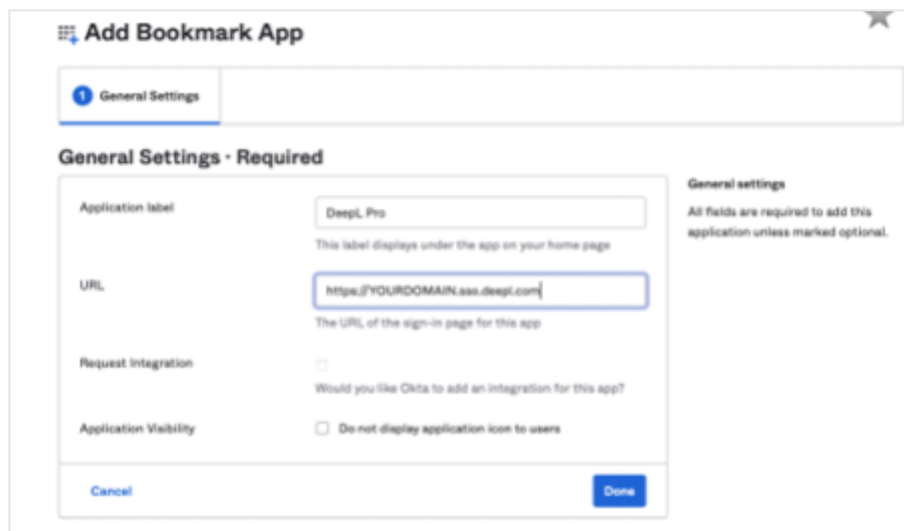 Add Bookmark App
1 General Settings
General Settings · Required
Application label
DeepL Pro
This label displays under the app on your home page
URL
https://YOURDOMAIN.sso.deepl.com
The URL of the sign-in page for this app
Request Integration
Would you like Okta to add an integration for this app?
Application Visibility
Do not display application icon to users
Cancel
Done
General settings
All fields are required to add this
application unless marked optional.